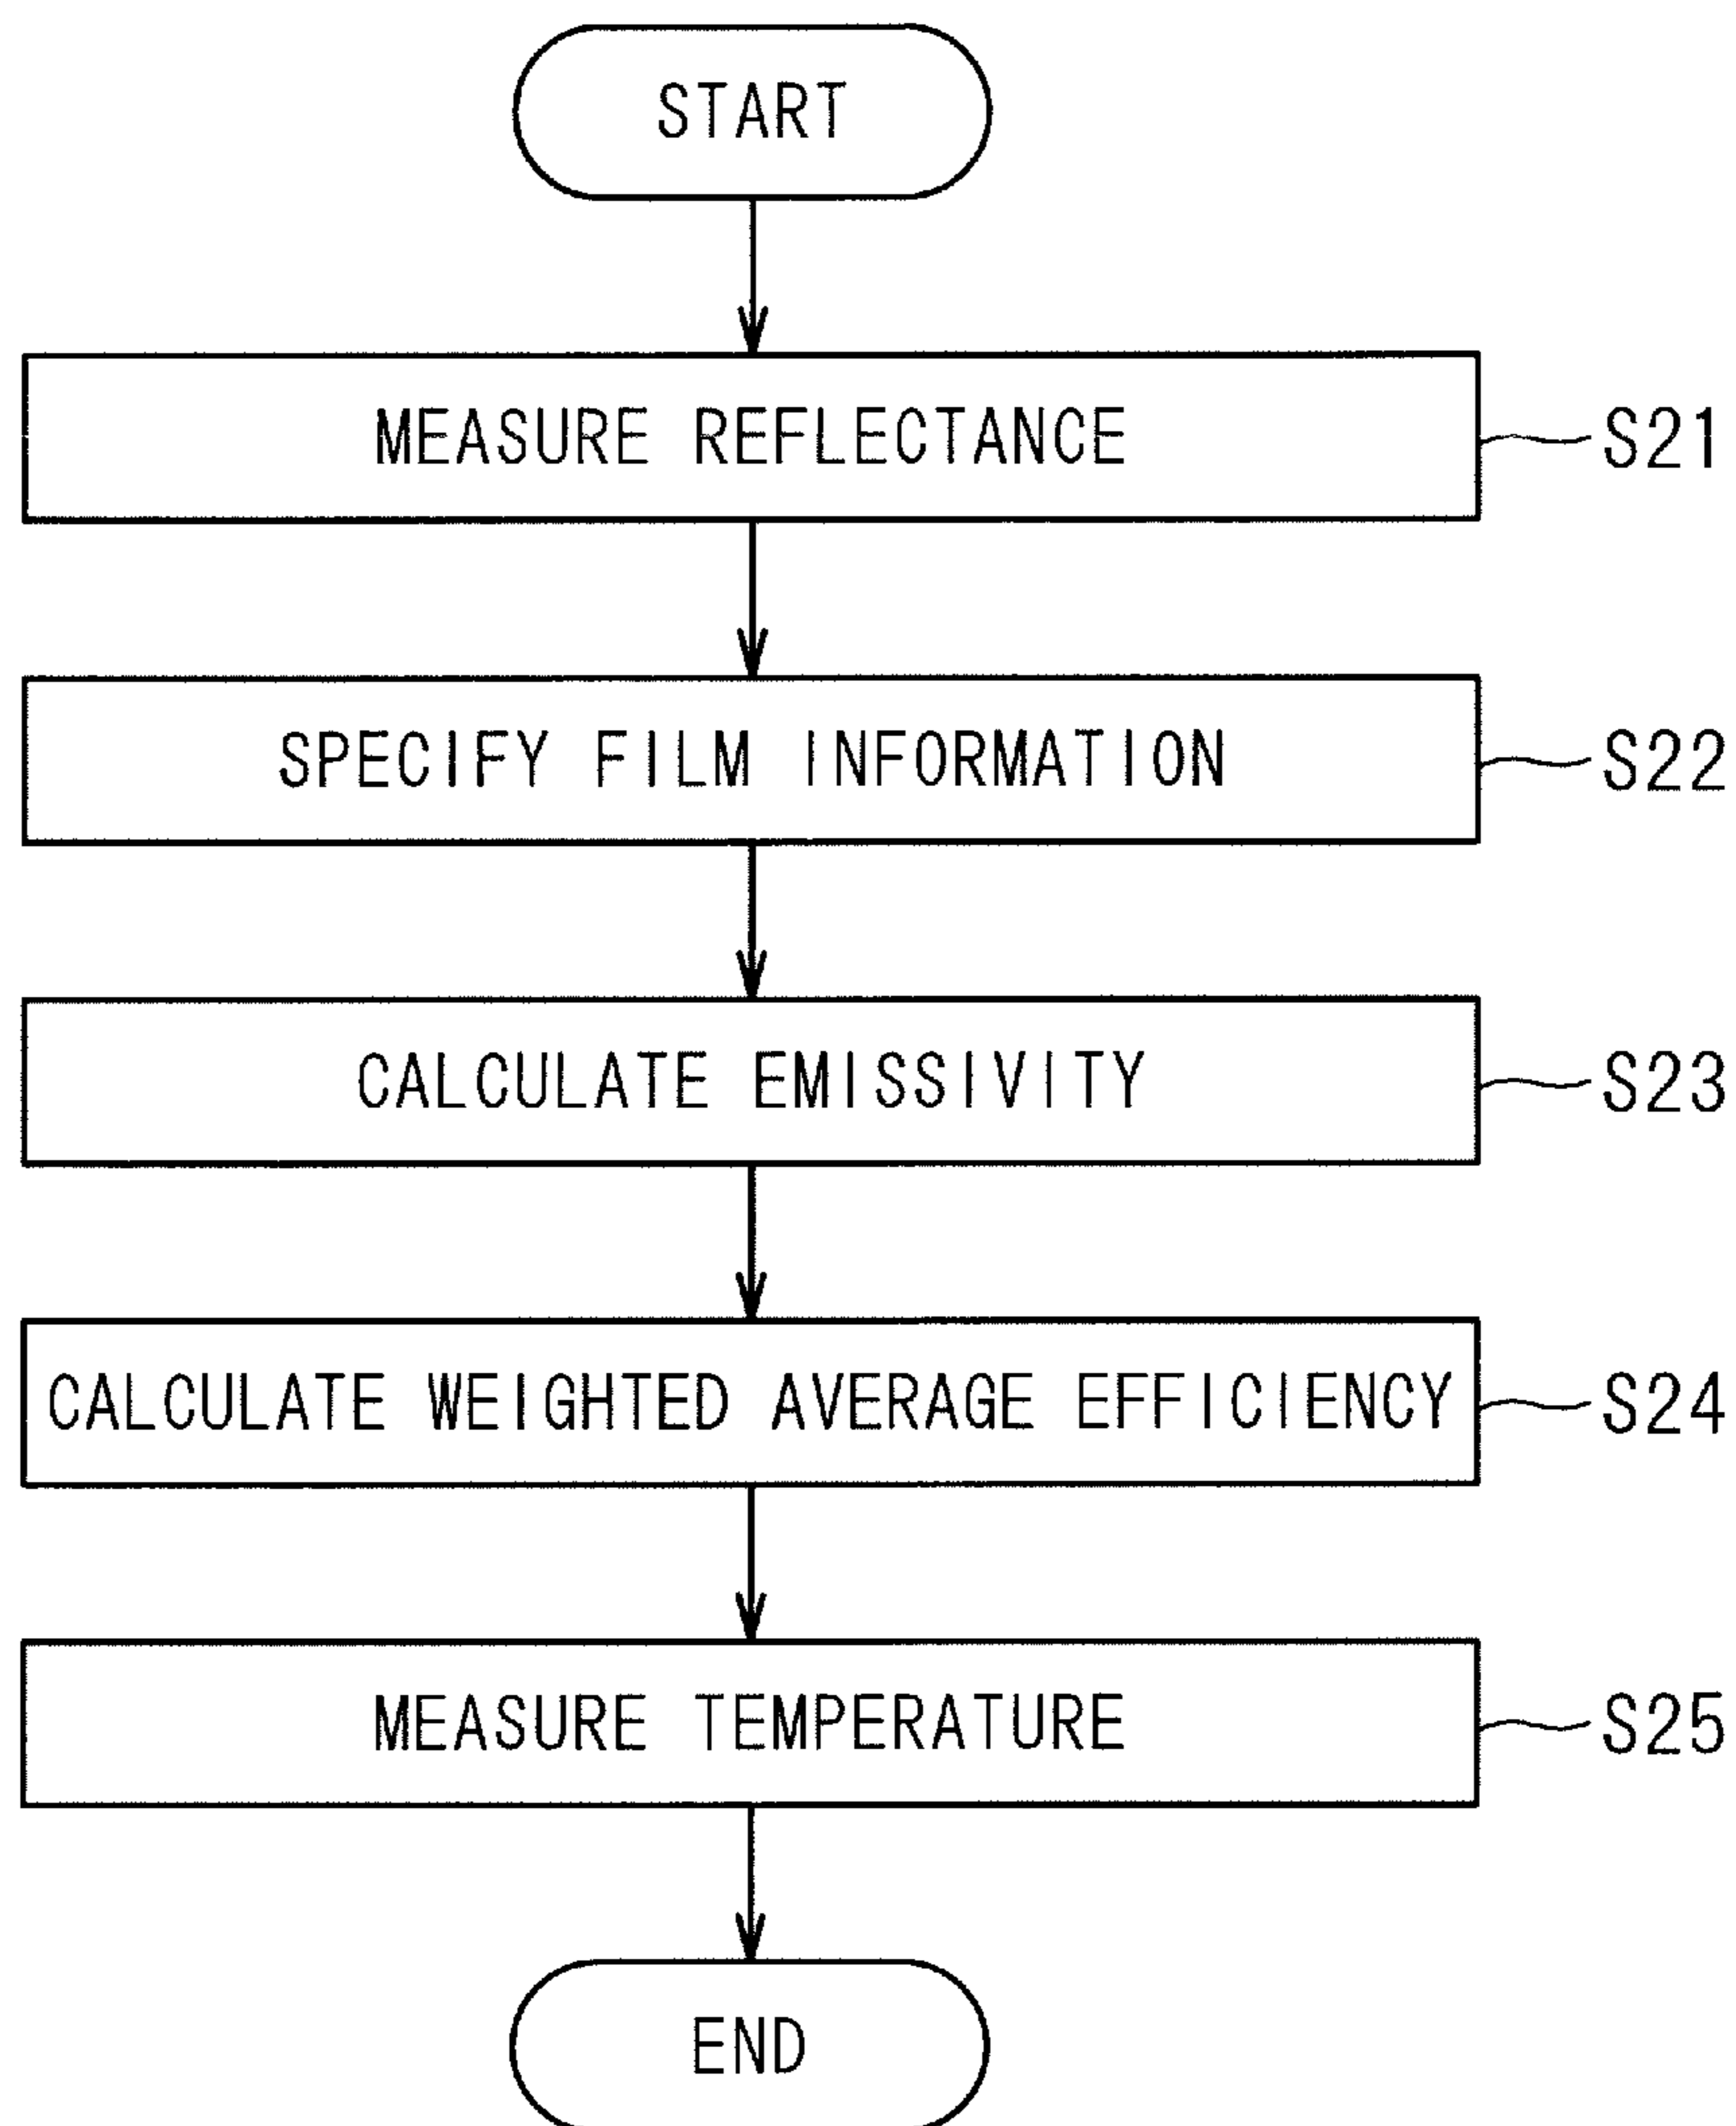 START
MEASURE REFLECTANCE
S21
SPECIFY FILM INFORMATION
S22
CALCULATE EMISSIVITY
S23
CALCULATE WEIGHTED AVERAGE EFFICIENCY
S24
MEASURE TEMPERATURE
S25
END